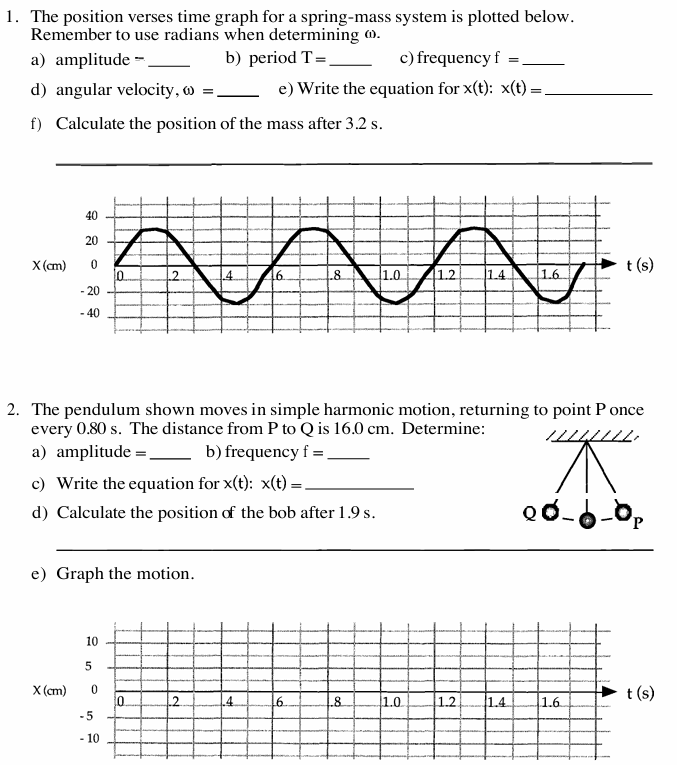 1. The position verses time graph for a spring-mass system is plotted below.
Remember to use radians when determining ω.
a) amplitude = _____ b) period T = _____ c) frequency f = _____
d) angular velocity, ω = _____ e) Write the equation for x(t): x(t) = _____________
f) Calculate the position of the mass after 3.2 s.
40
20
X (cm) 0 t (s)
0 .2 .4 .6 .8 1.0 1.2 1.4 1.6
- 20
- 40
2. The pendulum shown moves in simple harmonic motion, returning to point P once
every 0.80 s. The distance from P to Q is 16.0 cm. Determine:
a) amplitude = _____ b) frequency f = _____
c) Write the equation for x(t): x(t) = _____________
d) Calculate the position of the bob after 1.9 s.
Q P
e) Graph the motion.
10
5
X (cm) 0 t (s)
0 .2 .4 .6 .8 1.0 1.2 1.4 1.6
- 5
- 10